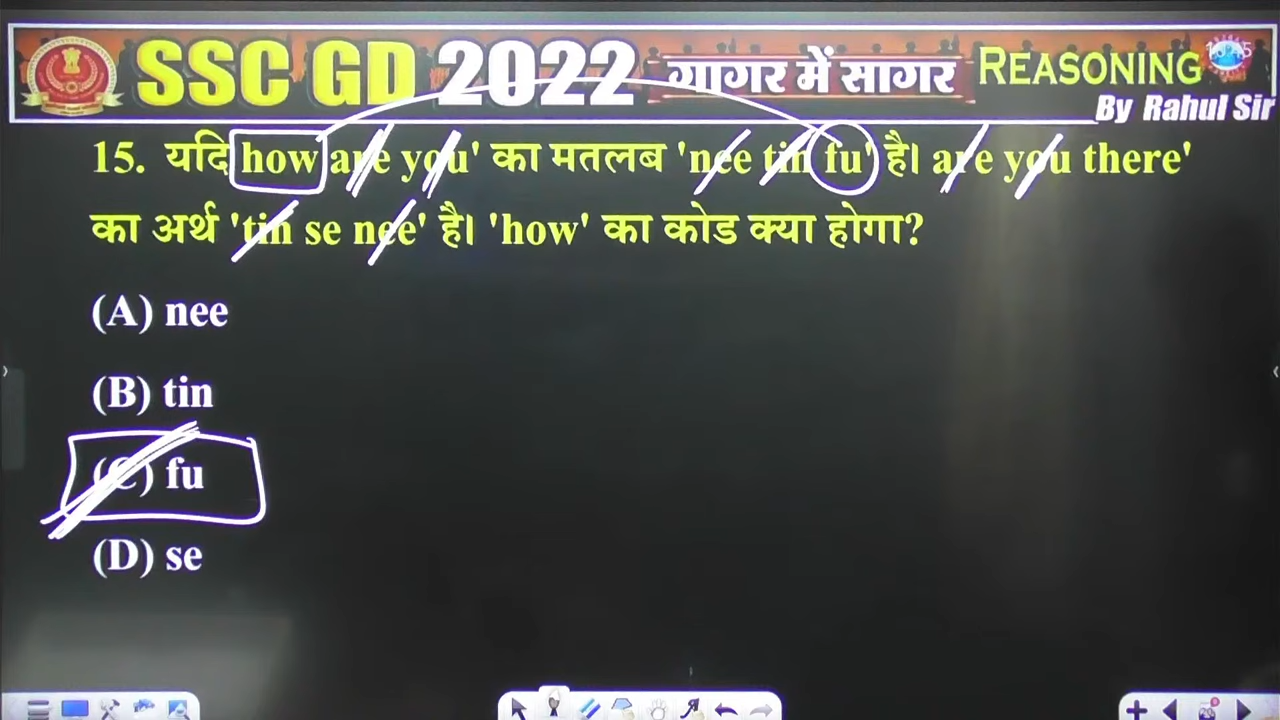 SSC GD 2022 गागर में सागर REASONING
By Rahul Sir
15. यदि how are you' का मतलब 'nee tin fu' है। are you there'
का अर्थ 'tin se nee' है। 'how' का कोड क्या होगा?
(A) nee
(B) tin
(C) fu
(D) se